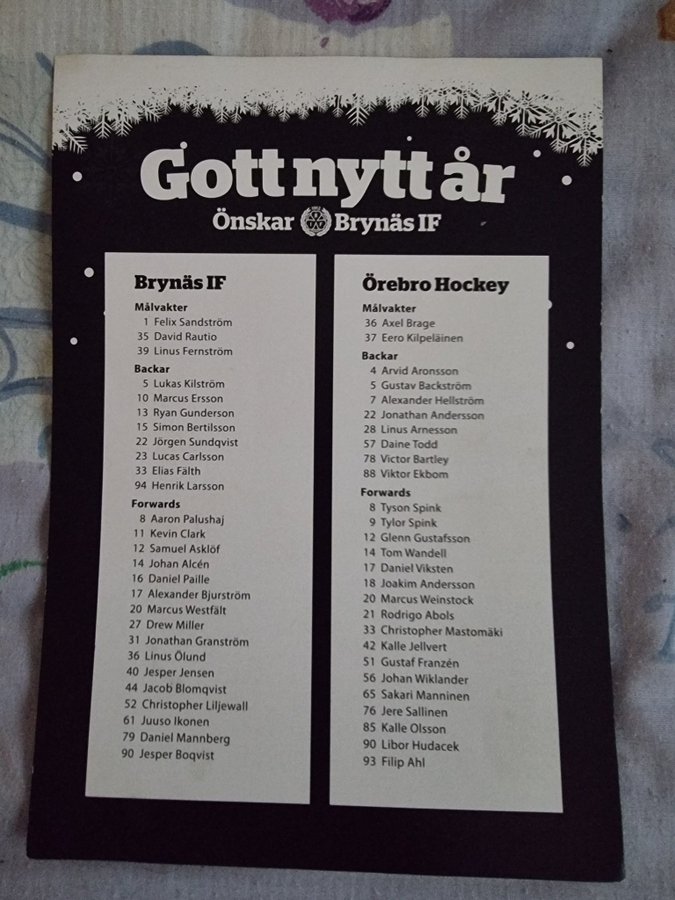 Gott nytt år
Önskar Brynäs IF
Brynäs IF
Målvakter
1 Felix Sandström
35 David Rautio
39 Linus Fernström
Backar
5 Lukas Kilström
10 Marcus Ersson
13 Ryan Gunderson
15 Simon Bertilsson
22 Jörgen Sundqvist
23 Lucas Carlsson
33 Elias Fälth
94 Henrik Larsson
Forwards
8 Aaron Palushaj
11 Kevin Clark
12 Samuel Asklöf
14 Johan Alcén
16 Daniel Paille
17 Alexander Bjurström
20 Marcus Westfält
27 Drew Miller
31 Jonathan Granström
36 Linus Ölund
40 Jesper Jensen
44 Jacob Blomqvist
52 Christopher Liljewall
61 Juuso Ikonen
79 Daniel Mannberg
90 Jesper Boqvist
Örebro Hockey
Målvakter
36 Axel Brage
37 Eero Kilpeläinen
Backar
4 Arvid Aronsson
5 Gustav Backström
7 Alexander Hellström
22 Jonathan Andersson
28 Linus Arnesson
57 Daine Todd
78 Victor Bartley
88 Viktor Ekbom
Forwards
8 Tyson Spink
9 Tylor Spink
12 Glenn Gustafsson
14 Tom Wandell
17 Daniel Viksten
18 Joakim Andersson
20 Marcus Weinstock
21 Rodrigo Abols
33 Christopher Mastomäki
42 Kalle Jellvert
51 Gustaf Franzén
56 Johan Wiklander
65 Sakari Manninen
76 Jere Sallinen
85 Kalle Olsson
90 Libor Hudacek
93 Filip Ahl